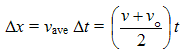 Δx = v_ave Δt = ((v + v_o)/2) t